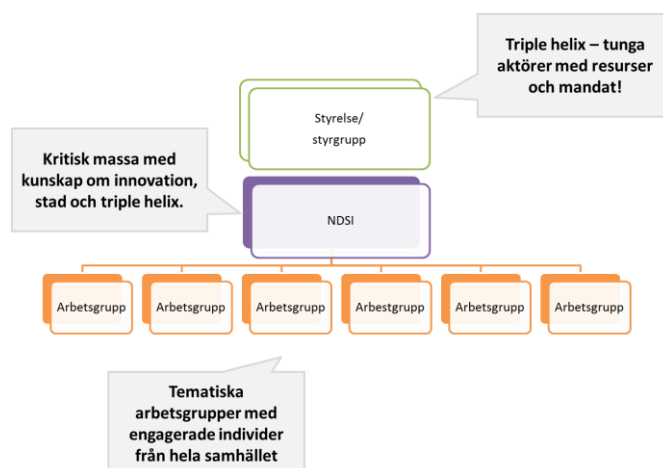 Triple helix – tunga
aktörer med resurser
och mandat!
Styrelse/
styrgrupp
Kritisk massa med
kunskap om innovation,
stad och triple helix.
NDSI
Arbetsgrupp
Arbetsgrupp
Arbetsgrupp
Arbestgrupp
Arbetsgrupp
Arbetsgrupp
Tematiska
arbetsgrupper med
engagerade individer
från hela samhället